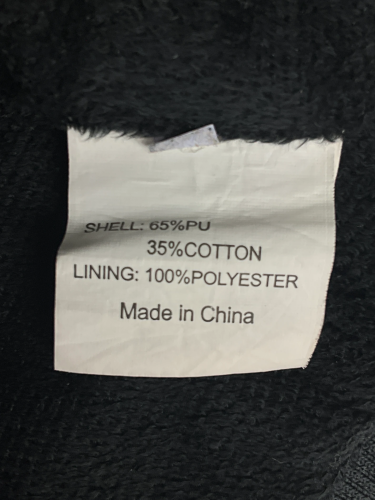 SHELL: 65%PU
35%COTTON
LINING: 100%POLYESTER
Made in China